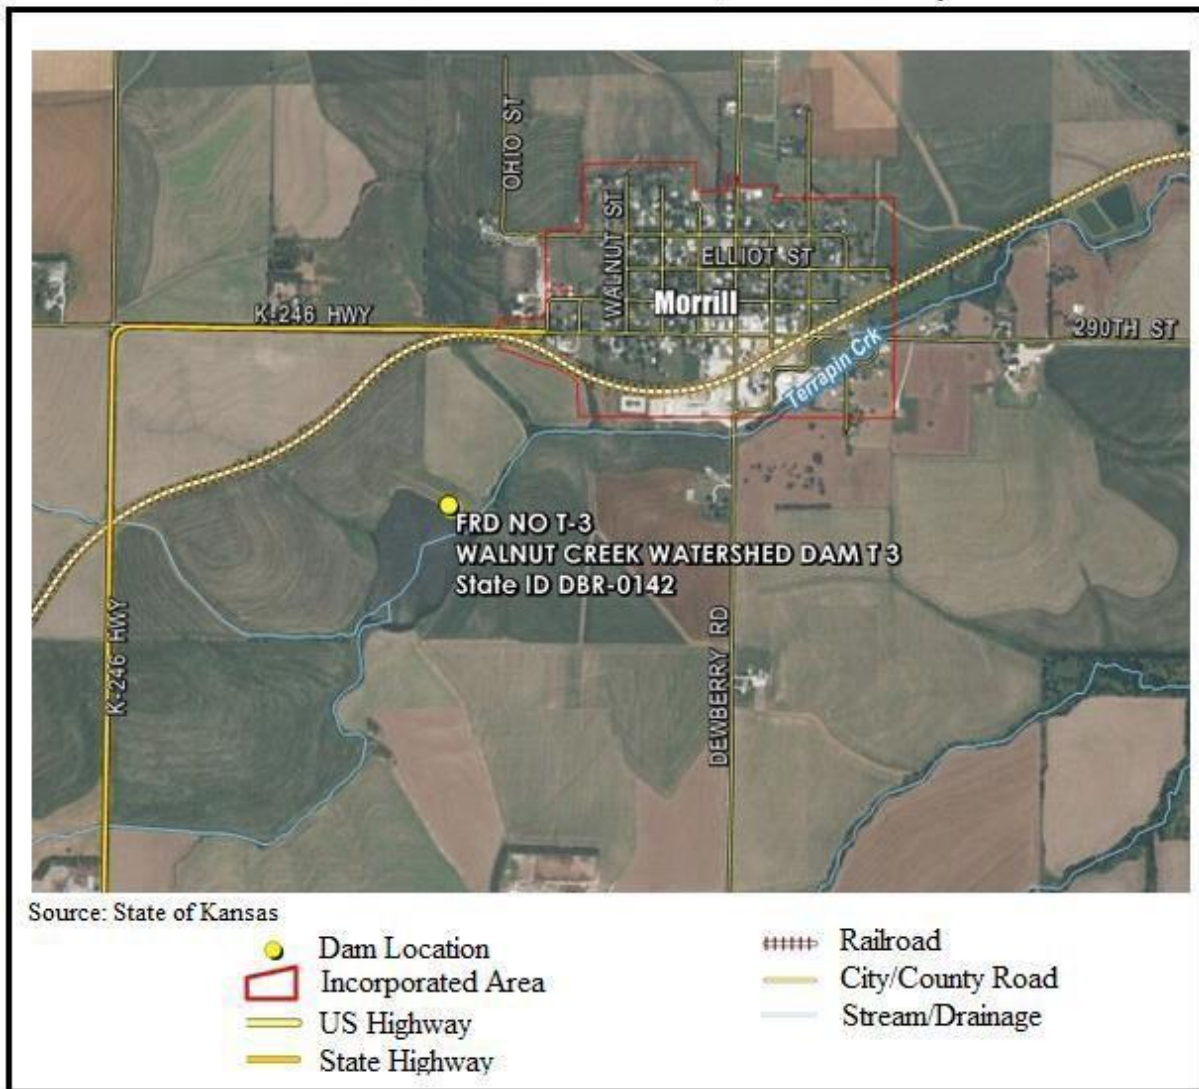 OHIO ST
WALNUT ST
ELLIOT ST
Morrill
K-246 HWY
290TH ST
Terrapin Crk
FRD NO T-3
WALNUT CREEK WATERSHED DAM T 3
State ID DBR-0142
K-246 HWY
DEWBERRY RD
Source: State of Kansas
Dam Location
Incorporated Area
US Highway
State Highway
Railroad
City/County Road
Stream/Drainage